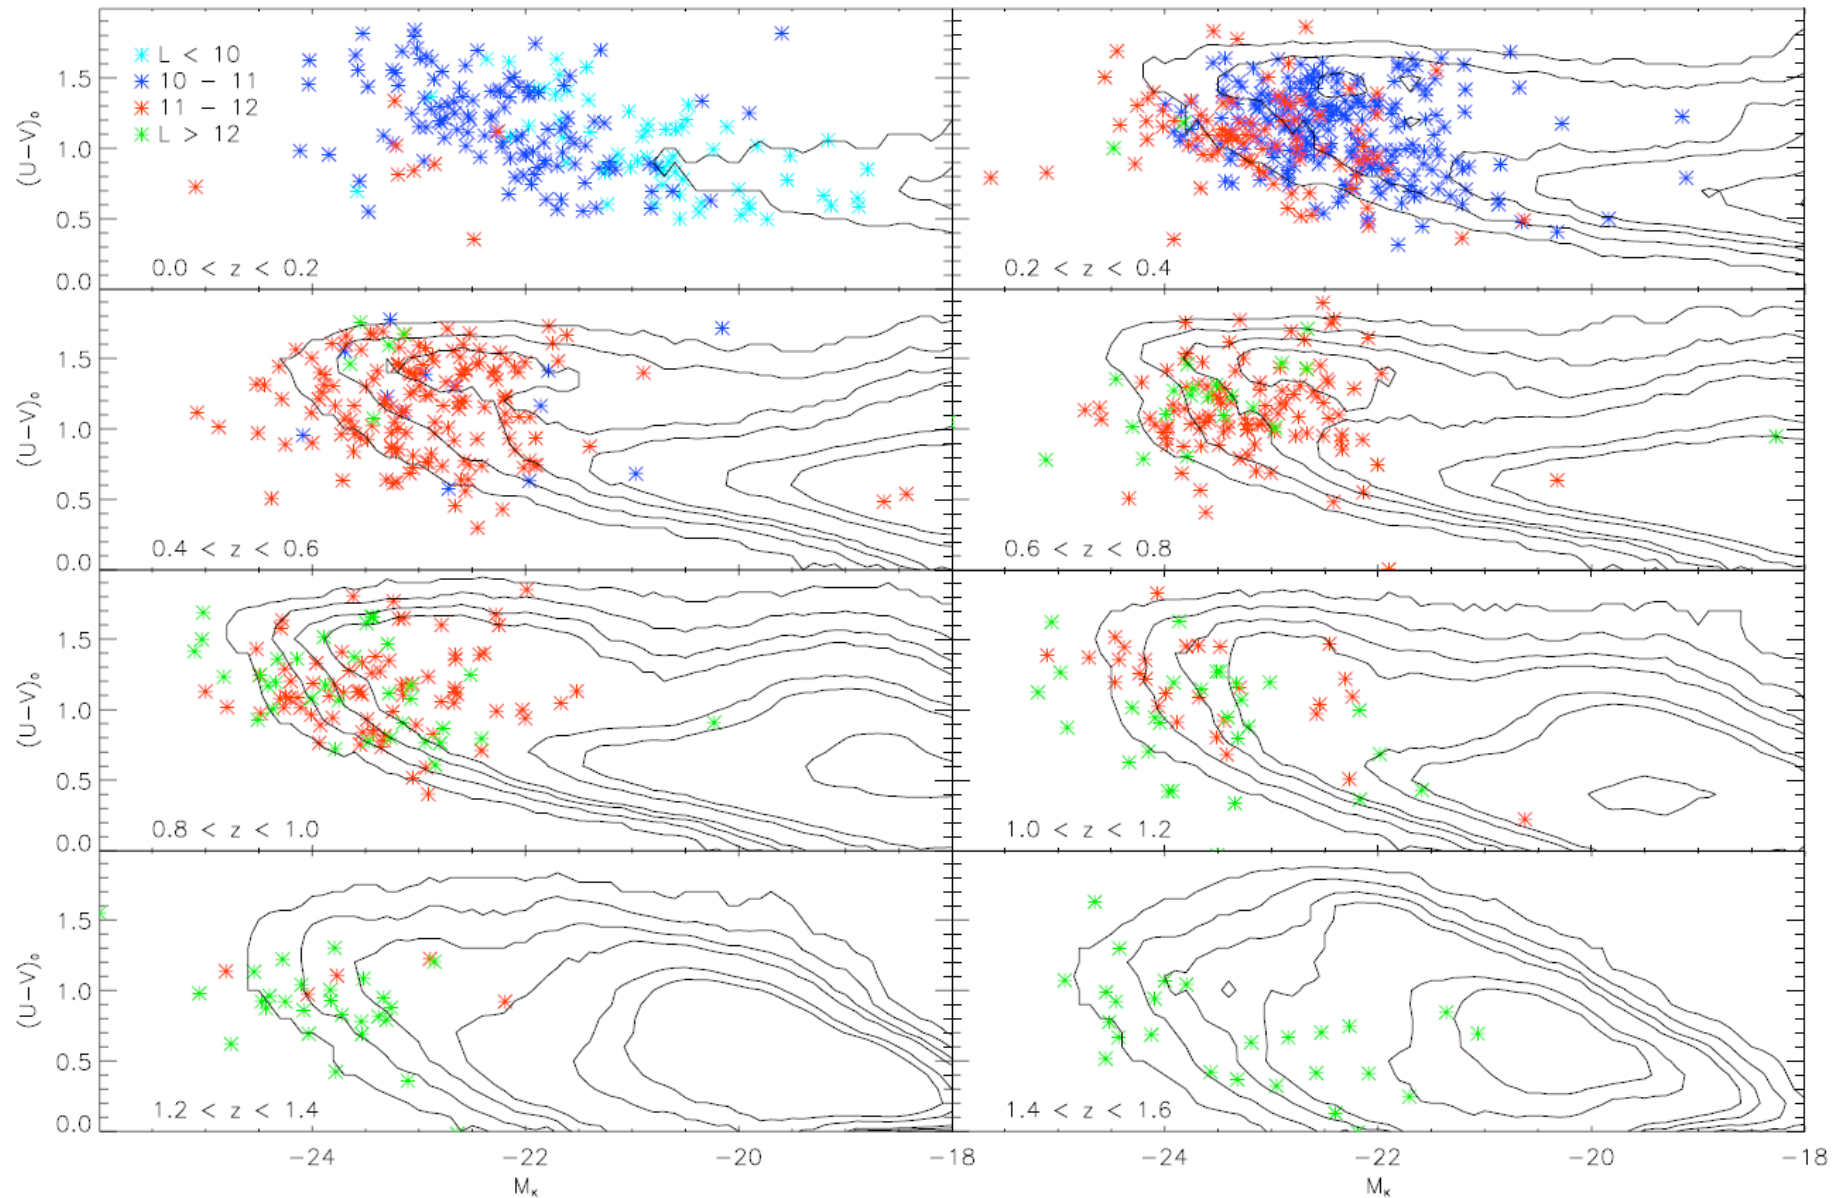 1.5
1.0
0.5
0.0
(U−V)₀
L < 10
10 − 11
11 − 12
L > 12
0.0 < z < 0.2
0.2 < z < 0.4
1.5
1.0
0.5
0.0
(U−V)₀
0.4 < z < 0.6
0.6 < z < 0.8
1.5
1.0
0.5
0.0
(U−V)₀
0.8 < z < 1.0
1.0 < z < 1.2
1.5
1.0
0.5
0.0
(U−V)₀
1.2 < z < 1.4
1.4 < z < 1.6
−24 −22 −20 −18 −24 −22 −20 −18
Mₖ Mₖ